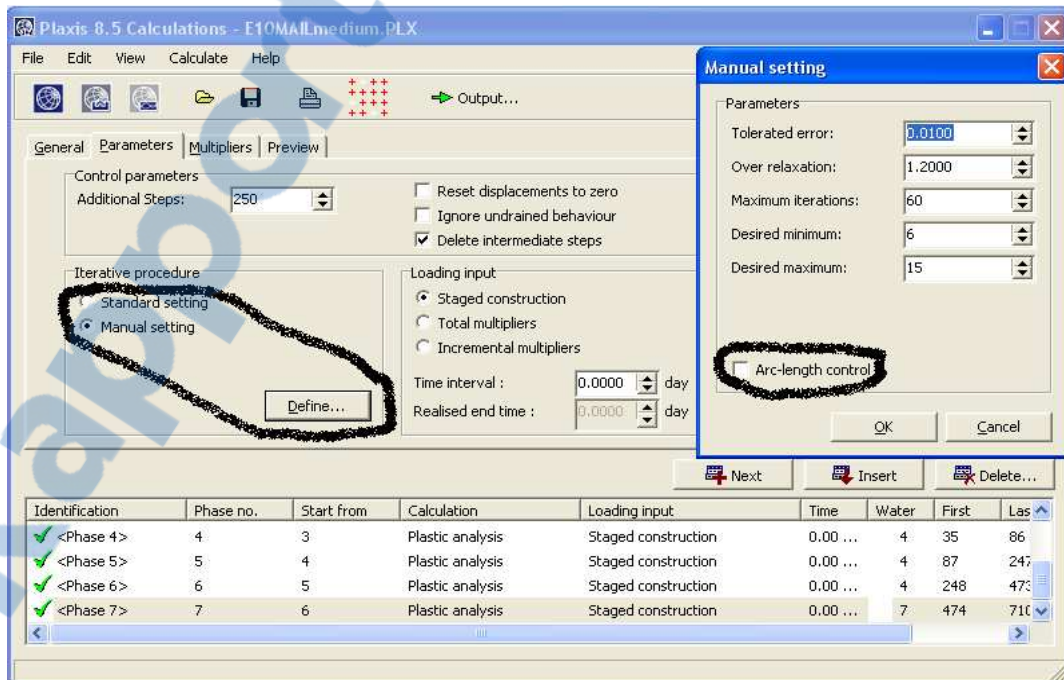 Plaxis 8.5 Calculations - E10MAILmedium.PLX
File Edit View Calculate Help
Output...
General Parameters Multipliers Preview
Control parameters
Additional Steps: 250
Reset displacements to zero
Ignore undrained behaviour
Delete intermediate steps
Iterative procedure
Standard setting
Manual setting
Define...
Loading input
Staged construction
Total multipliers
Incremental multipliers
Time interval : 0.0000 day
Realised end time : 0.0000 day
Manual setting
Parameters
Tolerated error: 0.0100
Over relaxation: 1.2000
Maximum iterations: 60
Desired minimum: 6
Desired maximum: 15
Arc-length control
OK Cancel
Next Insert Delete...
Identification Phase no. Start from Calculation Loading input Time Water First Las
<Phase 4> 4 3 Plastic analysis Staged construction 0.00 ... 4 35 86
<Phase 5> 5 4 Plastic analysis Staged construction 0.00 ... 4 87 247
<Phase 6> 6 5 Plastic analysis Staged construction 0.00 ... 4 248 473
<Phase 7> 7 6 Plastic analysis Staged construction 0.00 ... 7 474 710